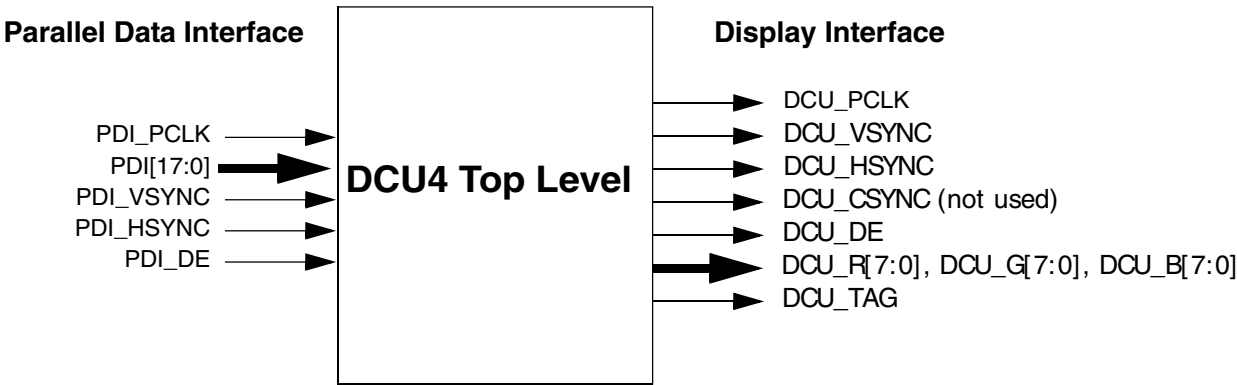 Parallel Data Interface
Display Interface
PDI_PCLK
PDI[17:0]
PDI_VSYNC
PDI_HSYNC
PDI_DE
DCU4 Top Level
DCU_PCLK
DCU_VSYNC
DCU_HSYNC
DCU_CSYNC (not used)
DCU_DE
DCU_R[7:0], DCU_G[7:0], DCU_B[7:0]
DCU_TAG